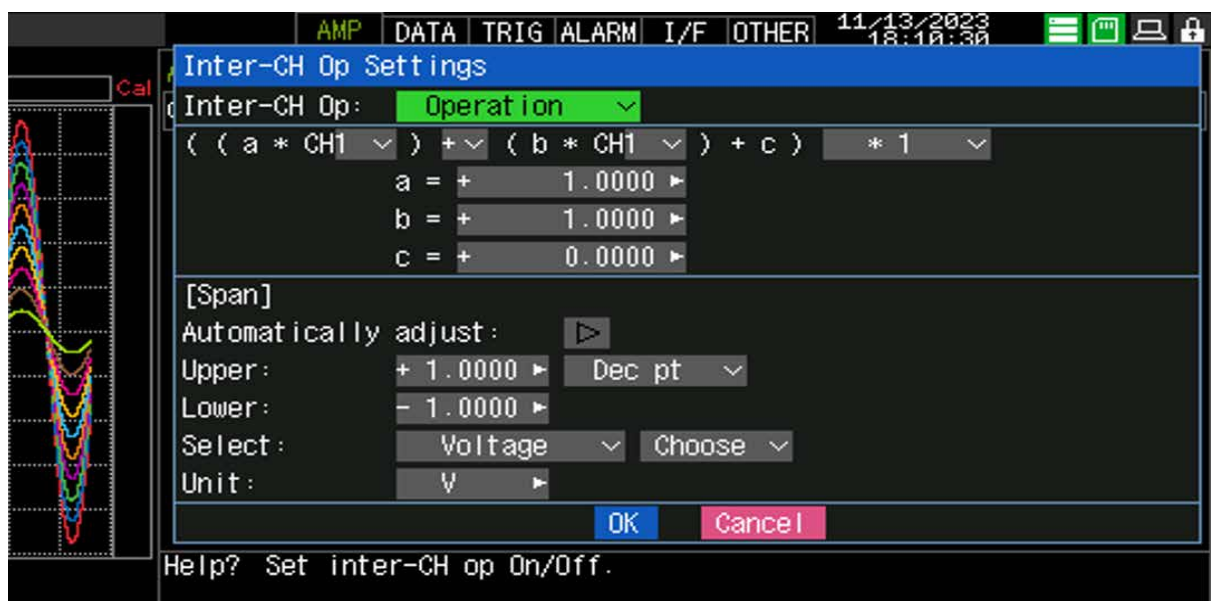 AMP DATA TRIG ALARM I/F OTHER 11/13/2023
18:10:30
Inter-CH Op Settings
Cal
Inter-CH Op: Operation
( ( a * CH1 ) + ( b * CH1 ) + c ) * 1
a = + 1.0000
b = + 1.0000
c = + 0.0000
[Span]
Automatically adjust:
Upper: + 1.0000 Dec pt
Lower: - 1.0000
Select: Voltage Choose
Unit: V
OK Cancel
Help? Set inter-CH op On/Off.